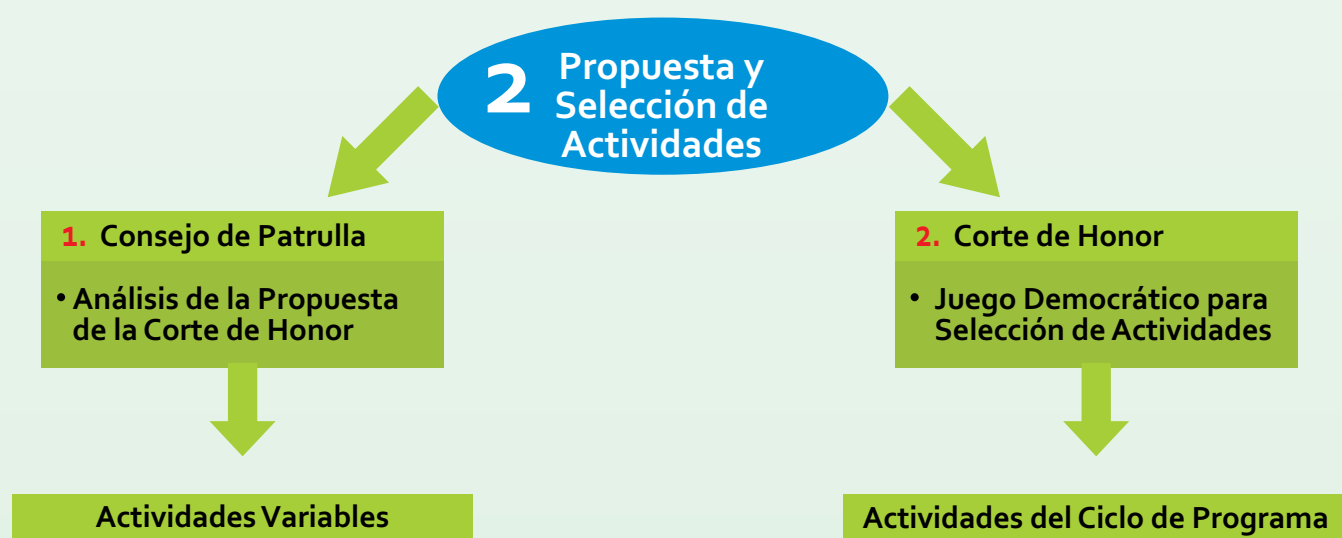 2 Propuesta y
Selección de
Actividades
1. Consejo de Patrulla
• Análisis de la Propuesta
de la Corte de Honor
Actividades Variables
2. Corte de Honor
• Juego Democrático para
Selección de Actividades
Actividades del Ciclo de Programa